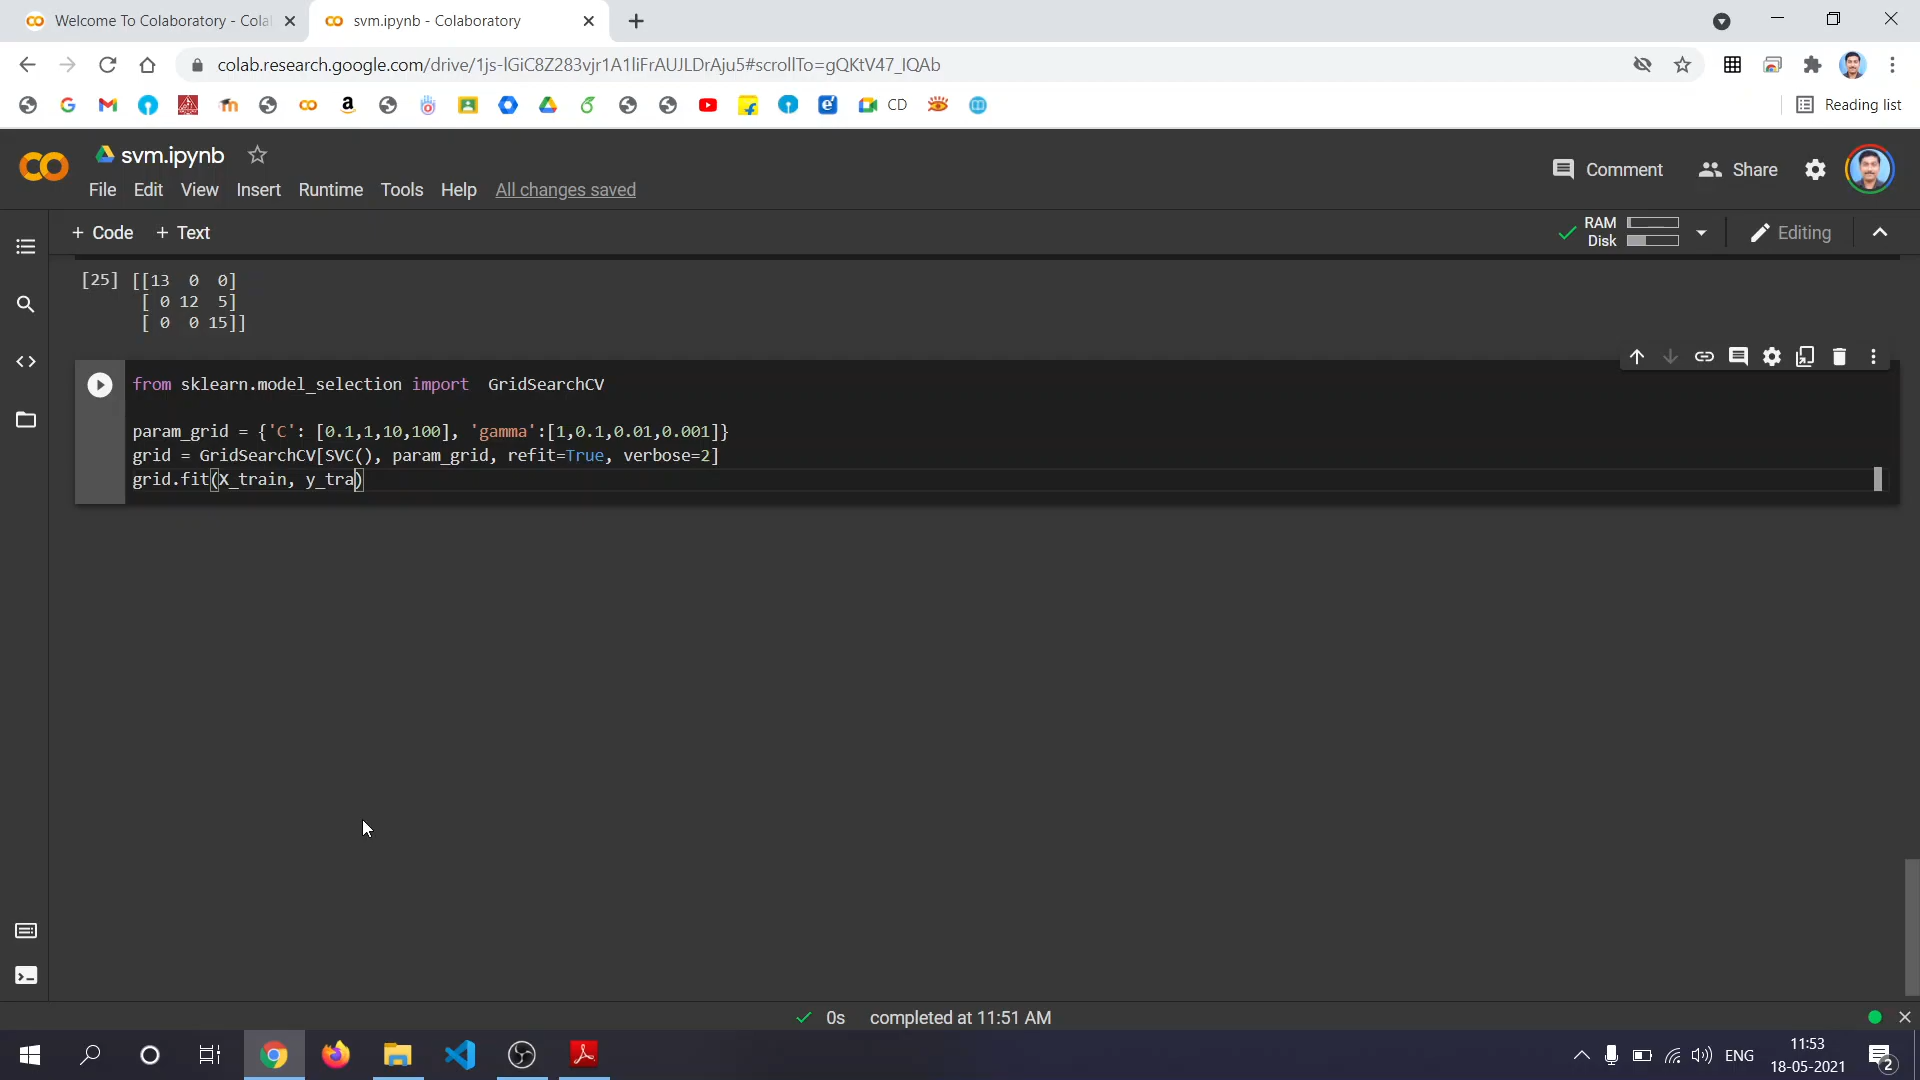 Welcome To Colaboratory - Cola
svm.ipynb - Colaboratory
colab.research.google.com/drive/1js-lGiC8Z283vjr1A1liFrAUJLDrAju5#scrollTo=gQKtV47_IQAb
CD
Reading list
svm.ipynb
File Edit View Insert Runtime Tools Help All changes saved
Comment Share
+ Code + Text
RAM
Disk
Editing
[25] [[13 0 0]
[ 0 12 5]
[ 0 0 15]]
from sklearn.model_selection import GridSearchCV
param_grid = {'C': [0.1,1,10,100], 'gamma':[1,0.1,0.01,0.001]}
grid = GridSearchCV[SVC(), param_grid, refit=True, verbose=2]
grid.fit(X_train, y_tra)
0s completed at 11:51 AM
ENG
11:53
18-05-2021
2